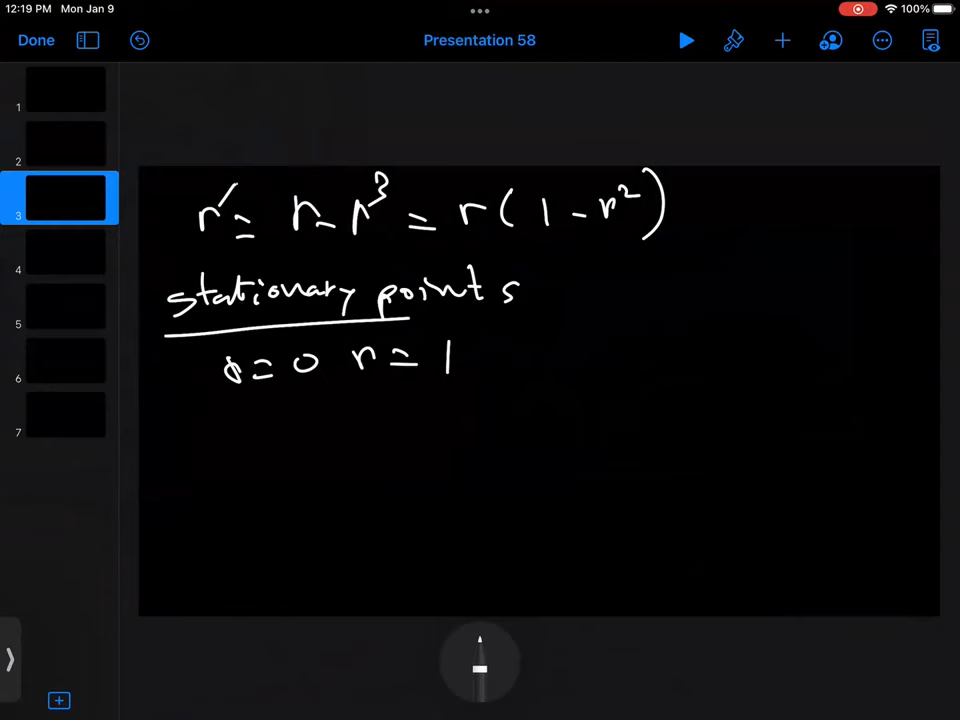 12:19 PM Mon Jan 9
100%
Done
Presentation 58
1
2
3
4
5
6
7
r′ = r - r³ = r(1 - r²)
stationary points
r = 0 r = 1